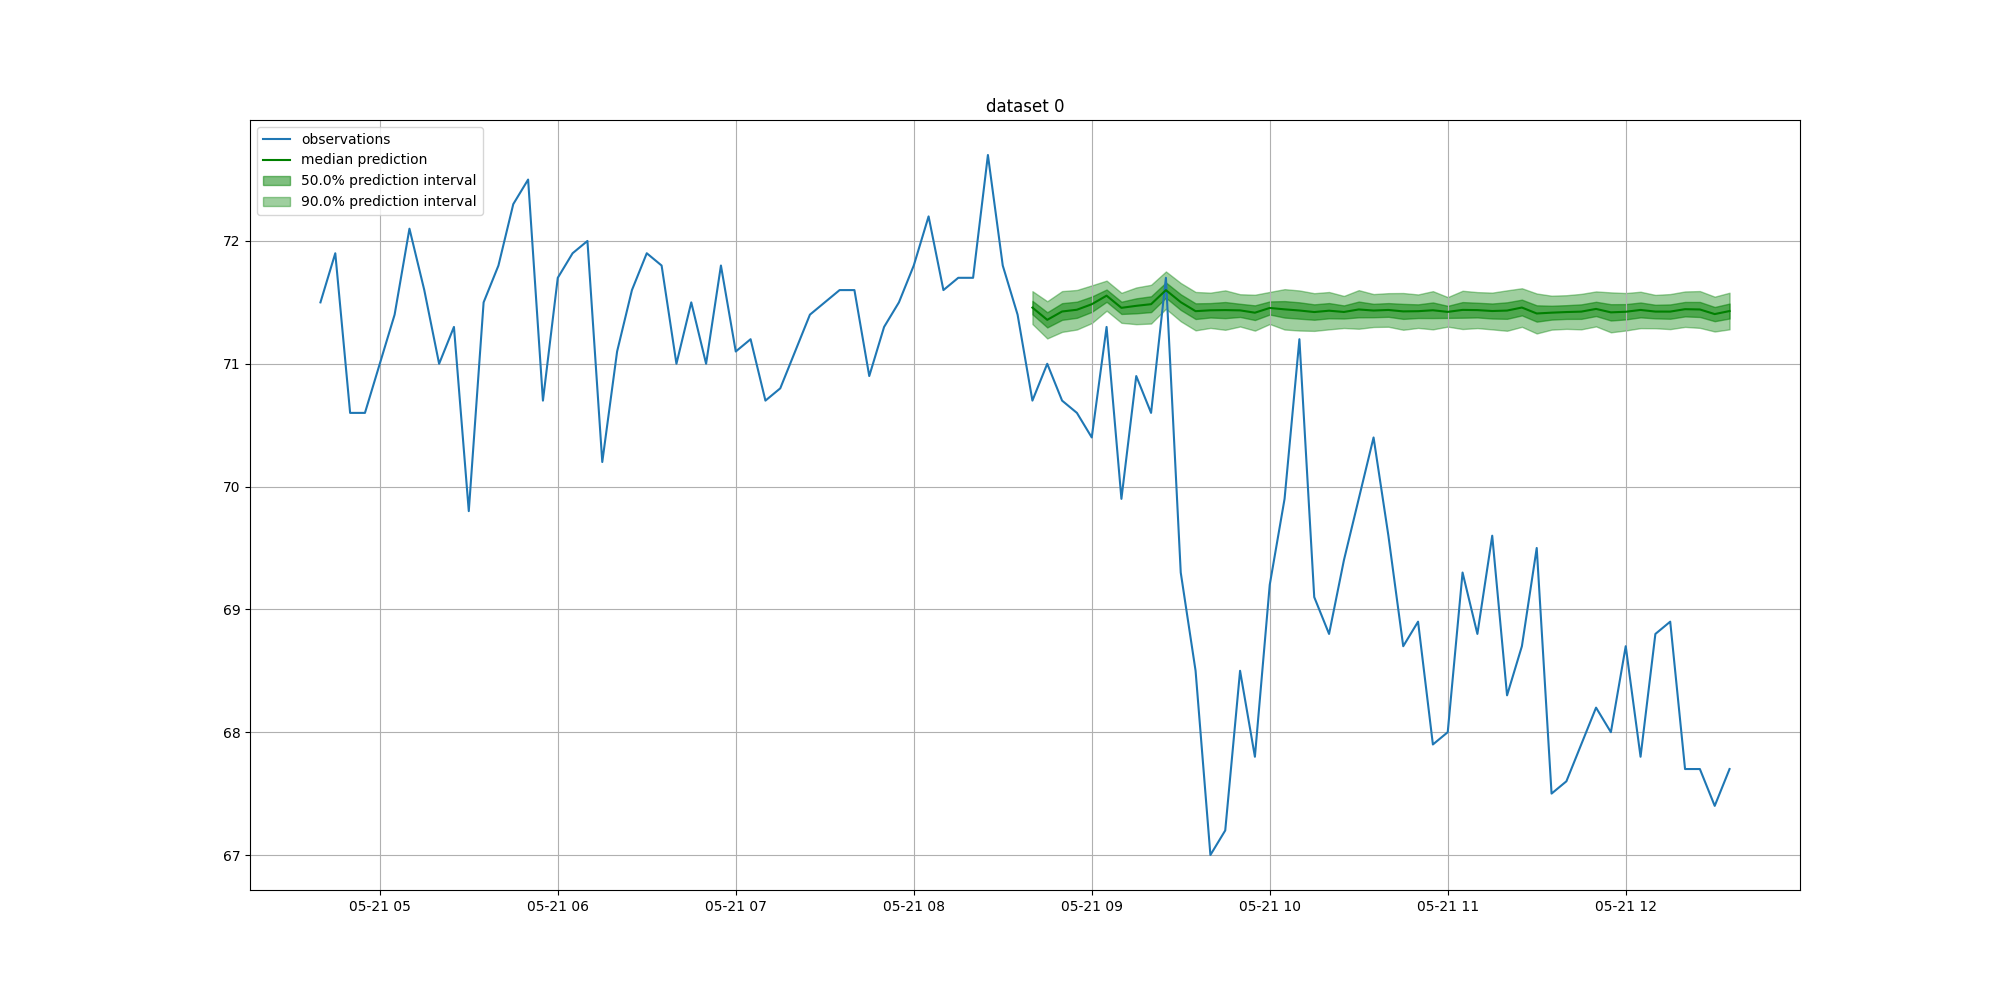 dataset 0
observations
median prediction
50.0% prediction interval
90.0% prediction interval
72
71
70
69
68
67
05-21 05
05-21 06
05-21 07
05-21 08
05-21 09
05-21 10
05-21 11
05-21 12